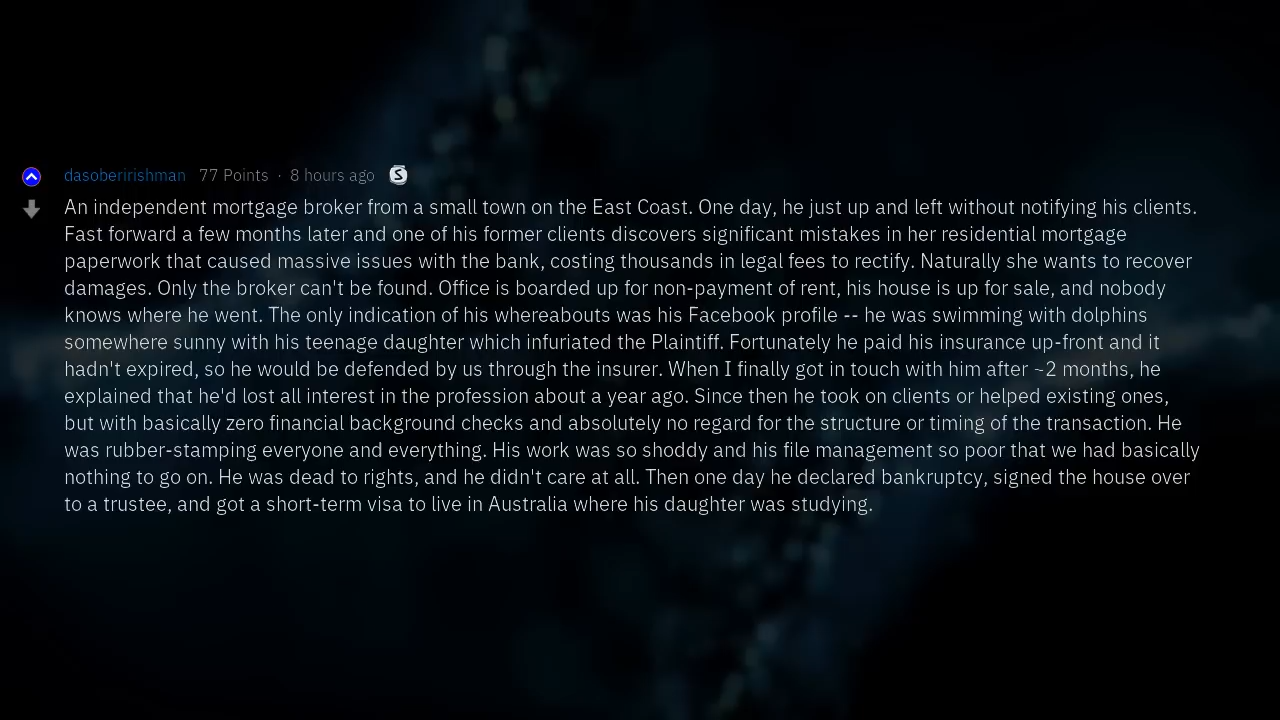 dasoberirishman 77 Points · 8 hours ago S
An independent mortgage broker from a small town on the East Coast. One day, he just up and left without notifying his clients.
Fast forward a few months later and one of his former clients discovers significant mistakes in her residential mortgage
paperwork that caused massive issues with the bank, costing thousands in legal fees to rectify. Naturally she wants to recover
damages. Only the broker can't be found. Office is boarded up for non-payment of rent, his house is up for sale, and nobody
knows where he went. The only indication of his whereabouts was his Facebook profile -- he was swimming with dolphins
somewhere sunny with his teenage daughter which infuriated the Plaintiff. Fortunately he paid his insurance up-front and it
hadn't expired, so he would be defended by us through the insurer. When I finally got in touch with him after ~2 months, he
explained that he'd lost all interest in the profession about a year ago. Since then he took on clients or helped existing ones,
but with basically zero financial background checks and absolutely no regard for the structure or timing of the transaction. He
was rubber-stamping everyone and everything. His work was so shoddy and his file management so poor that we had basically
nothing to go on. He was dead to rights, and he didn't care at all. Then one day he declared bankruptcy, signed the house over
to a trustee, and got a short-term visa to live in Australia where his daughter was studying.